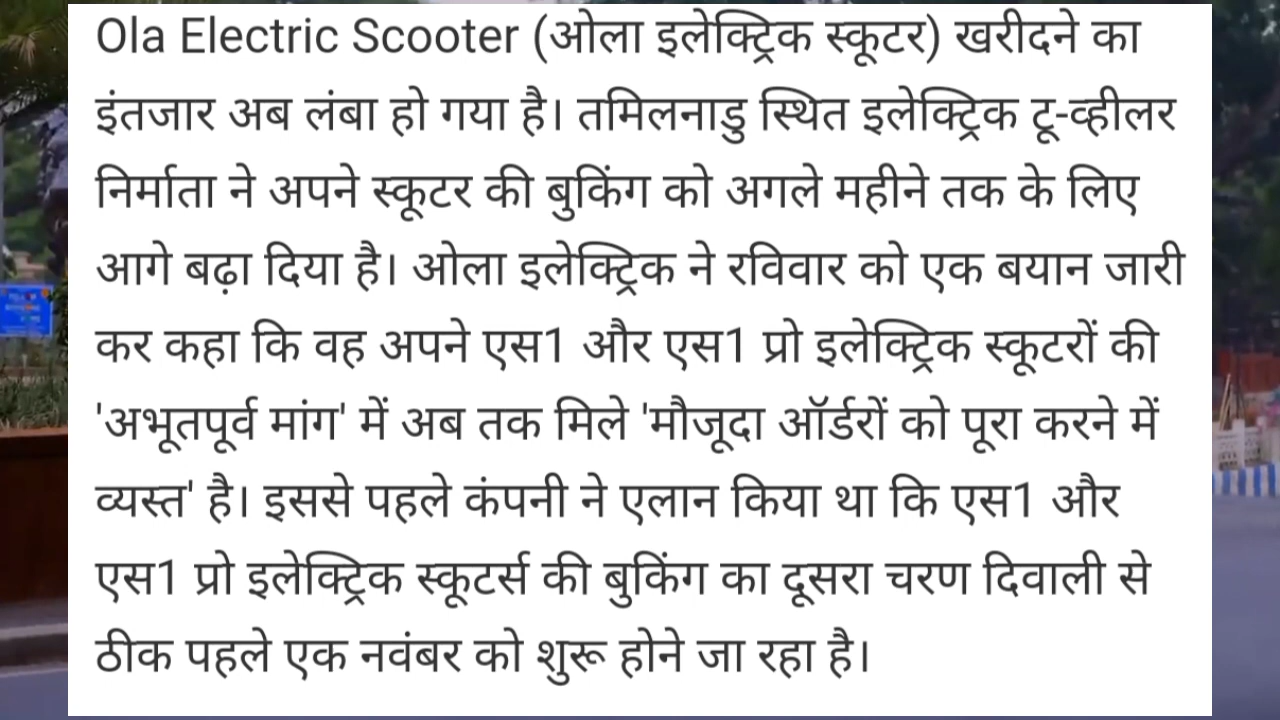 Ola Electric Scooter (ओला इलेक्ट्रिक स्कूटर) खरीदने का
इंतजार अब लंबा हो गया है। तमिलनाडु स्थित इलेक्ट्रिक टू-व्हीलर
निर्माता ने अपने स्कूटर की बुकिंग को अगले महीने तक के लिए
आगे बढ़ा दिया है। ओला इलेक्ट्रिक ने रविवार को एक बयान जारी
कर कहा कि वह अपने एस1 और एस1 प्रो इलेक्ट्रिक स्कूटरों की
'अभूतपूर्व मांग' में अब तक मिले 'मौजूदा ऑर्डरों को पूरा करने में
व्यस्त' है। इससे पहले कंपनी ने एलान किया था कि एस1 और
एस1 प्रो इलेक्ट्रिक स्कूटर्स की बुकिंग का दूसरा चरण दिवाली से
ठीक पहले एक नवंबर को शुरू होने जा रहा है।